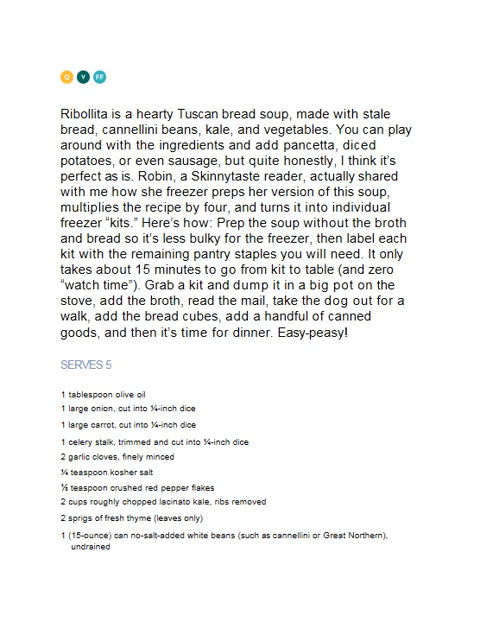 Q V FF
Ribollita is a hearty Tuscan bread soup, made with stale
bread, cannellini beans, kale, and vegetables. You can play
around with the ingredients and add pancetta, diced
potatoes, or even sausage, but quite honestly, I think it’s
perfect as is. Robin, a Skinnytaste reader, actually shared
with me how she freezer preps her version of this soup,
multiplies the recipe by four, and turns it into individual
freezer “kits.” Here’s how: Prep the soup without the broth
and bread so it’s less bulky for the freezer, then label each
kit with the remaining pantry staples you will need. It only
takes about 15 minutes to go from kit to table (and zero
“watch time”). Grab a kit and dump it in a big pot on the
stove, add the broth, read the mail, take the dog out for a
walk, add the bread cubes, add a handful of canned
goods, and then it’s time for dinner. Easy-peasy!
SERVES 5
1 tablespoon olive oil
1 large onion, cut into ¼-inch dice
1 large carrot, cut into ¼-inch dice
1 celery stalk, trimmed and cut into ¼-inch dice
2 garlic cloves, finely minced
¼ teaspoon kosher salt
⅛ teaspoon crushed red pepper flakes
2 cups roughly chopped lacinato kale, ribs removed
2 sprigs of fresh thyme (leaves only)
1 (15-ounce) can no-salt-added white beans (such as cannellini or Great Northern),
undrained